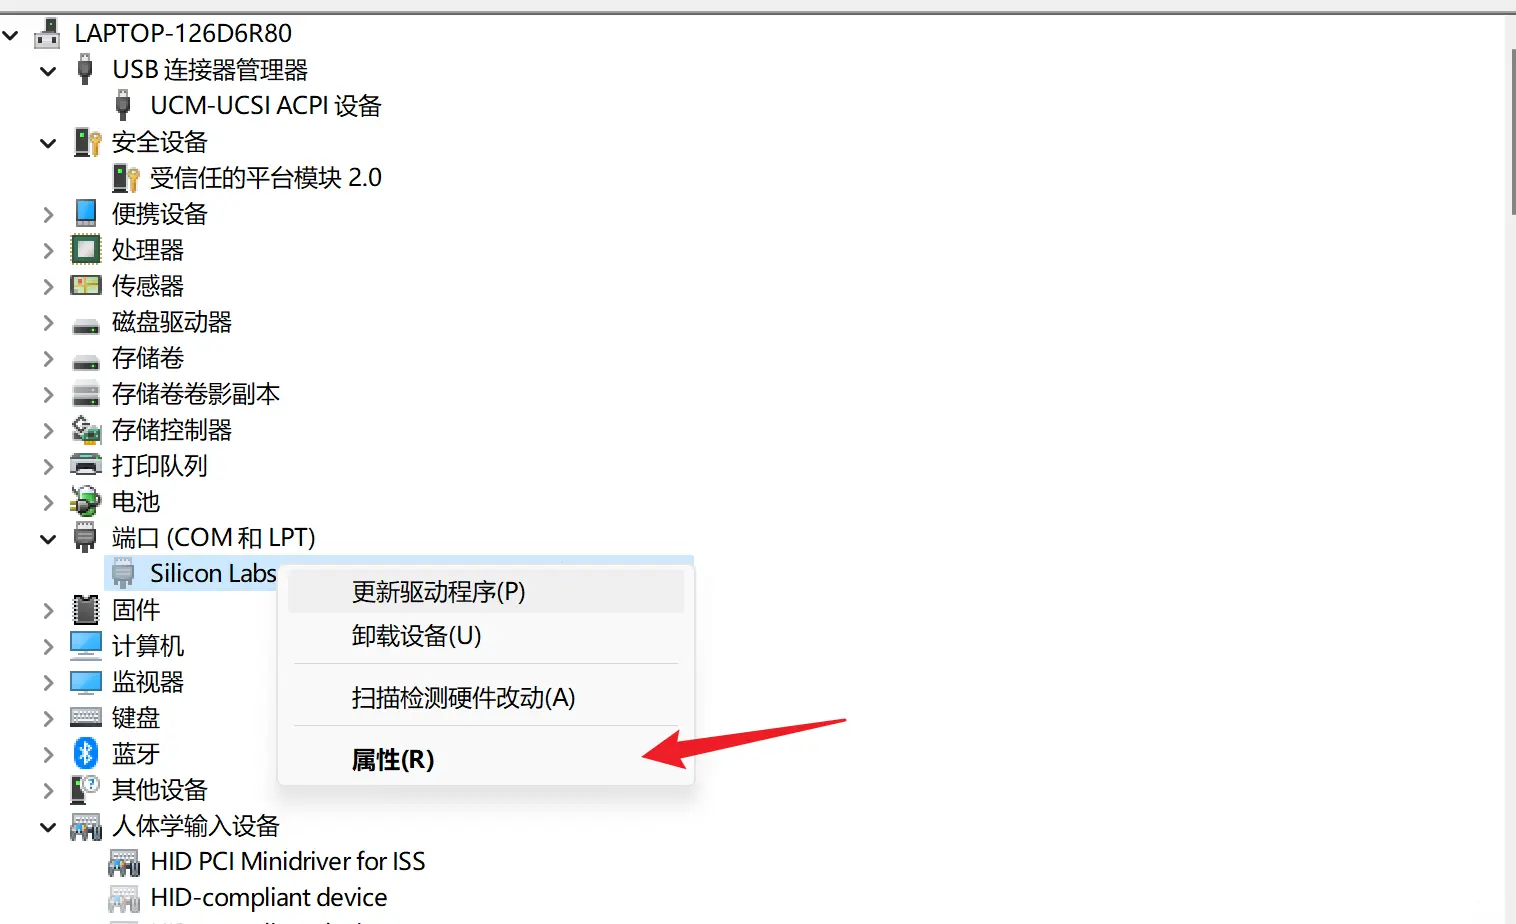 LAPTOP-126D6R80
USB 连接器管理器
UCM-UCSI ACPI 设备
安全设备
受信任的平台模块 2.0
便携设备
处理器
传感器
磁盘驱动器
存储卷
存储卷卷影副本
存储控制器
打印队列
电池
端口 (COM 和 LPT)
Silicon Labs
更新驱动程序(P)
卸载设备(U)
扫描检测硬件改动(A)
属性(R)
固件
计算机
监视器
键盘
蓝牙
其他设备
人体学输入设备
HID PCI Minidriver for ISS
HID-compliant device